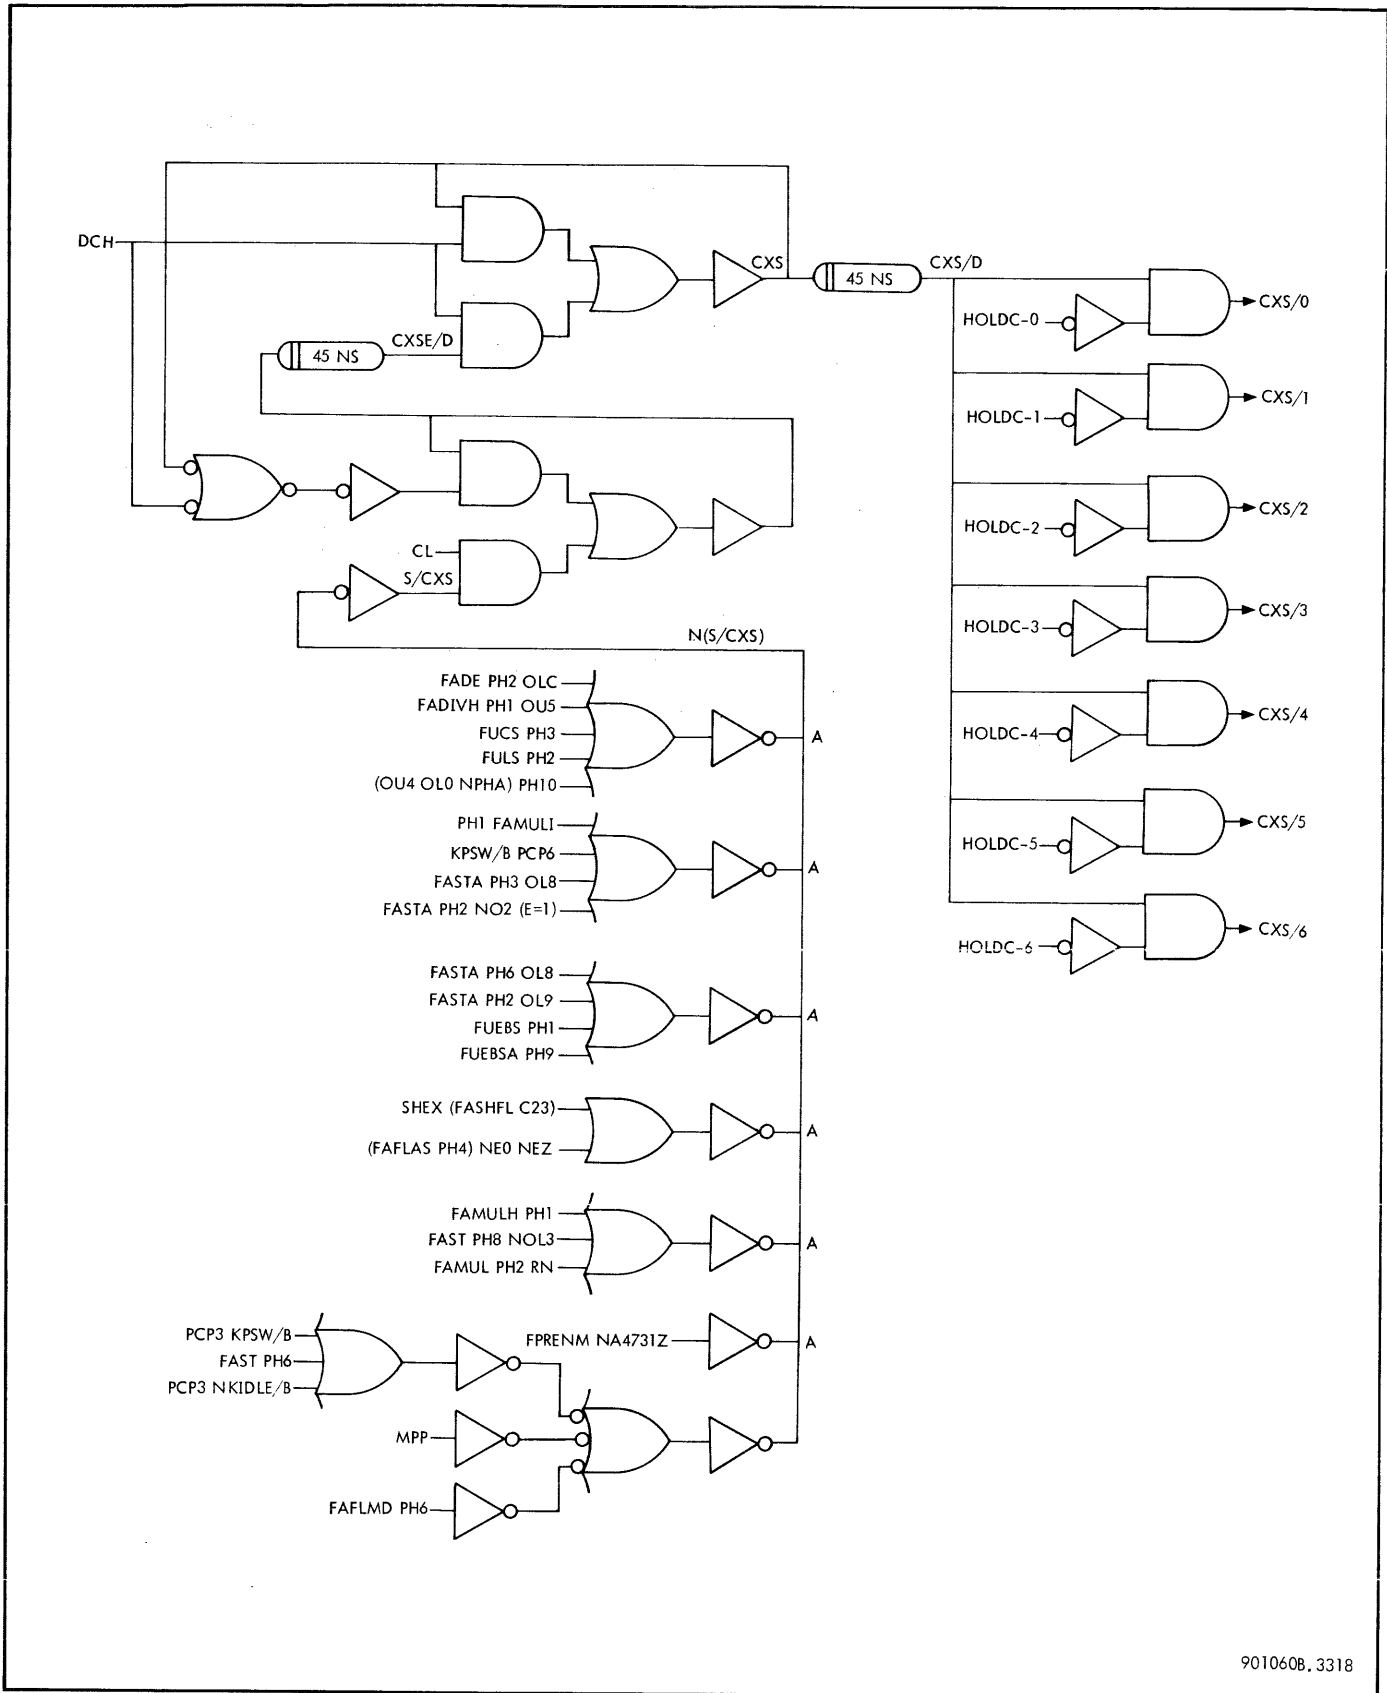 DCH
CXS
45 NS
CXS/D
CXSE/D
45 NS
CL
S/CXS
N(S/CXS)
HOLDC-0
CXS/0
HOLDC-1
CXS/1
HOLDC-2
CXS/2
HOLDC-3
CXS/3
HOLDC-4
CXS/4
HOLDC-5
CXS/5
HOLDC-6
CXS/6
FADE PH2 OLC
FADIVH PH1 OU5
FUCS PH3
FULS PH2
(OU4 OL0 NPHA) PH10
A
PH1 FAMULI
KPSW/B PCP6
FASTA PH3 OL8
FASTA PH2 NO2 (E=1)
A
FASTA PH6 OL8
FASTA PH2 OL9
FUEBS PH1
FUEBSA PH9
A
SHEX (FASHFL C23)
(FAFLAS PH4) NE0 NEZ
A
FAMULH PH1
FAST PH8 NOL3
FAMUL PH2 RN
A
FPRENM NA4731Z
A
PCP3 KPSW/B
FAST PH6
PCP3 NKIDLE/B
MPP
FAFLMD PH6
901060B.3318